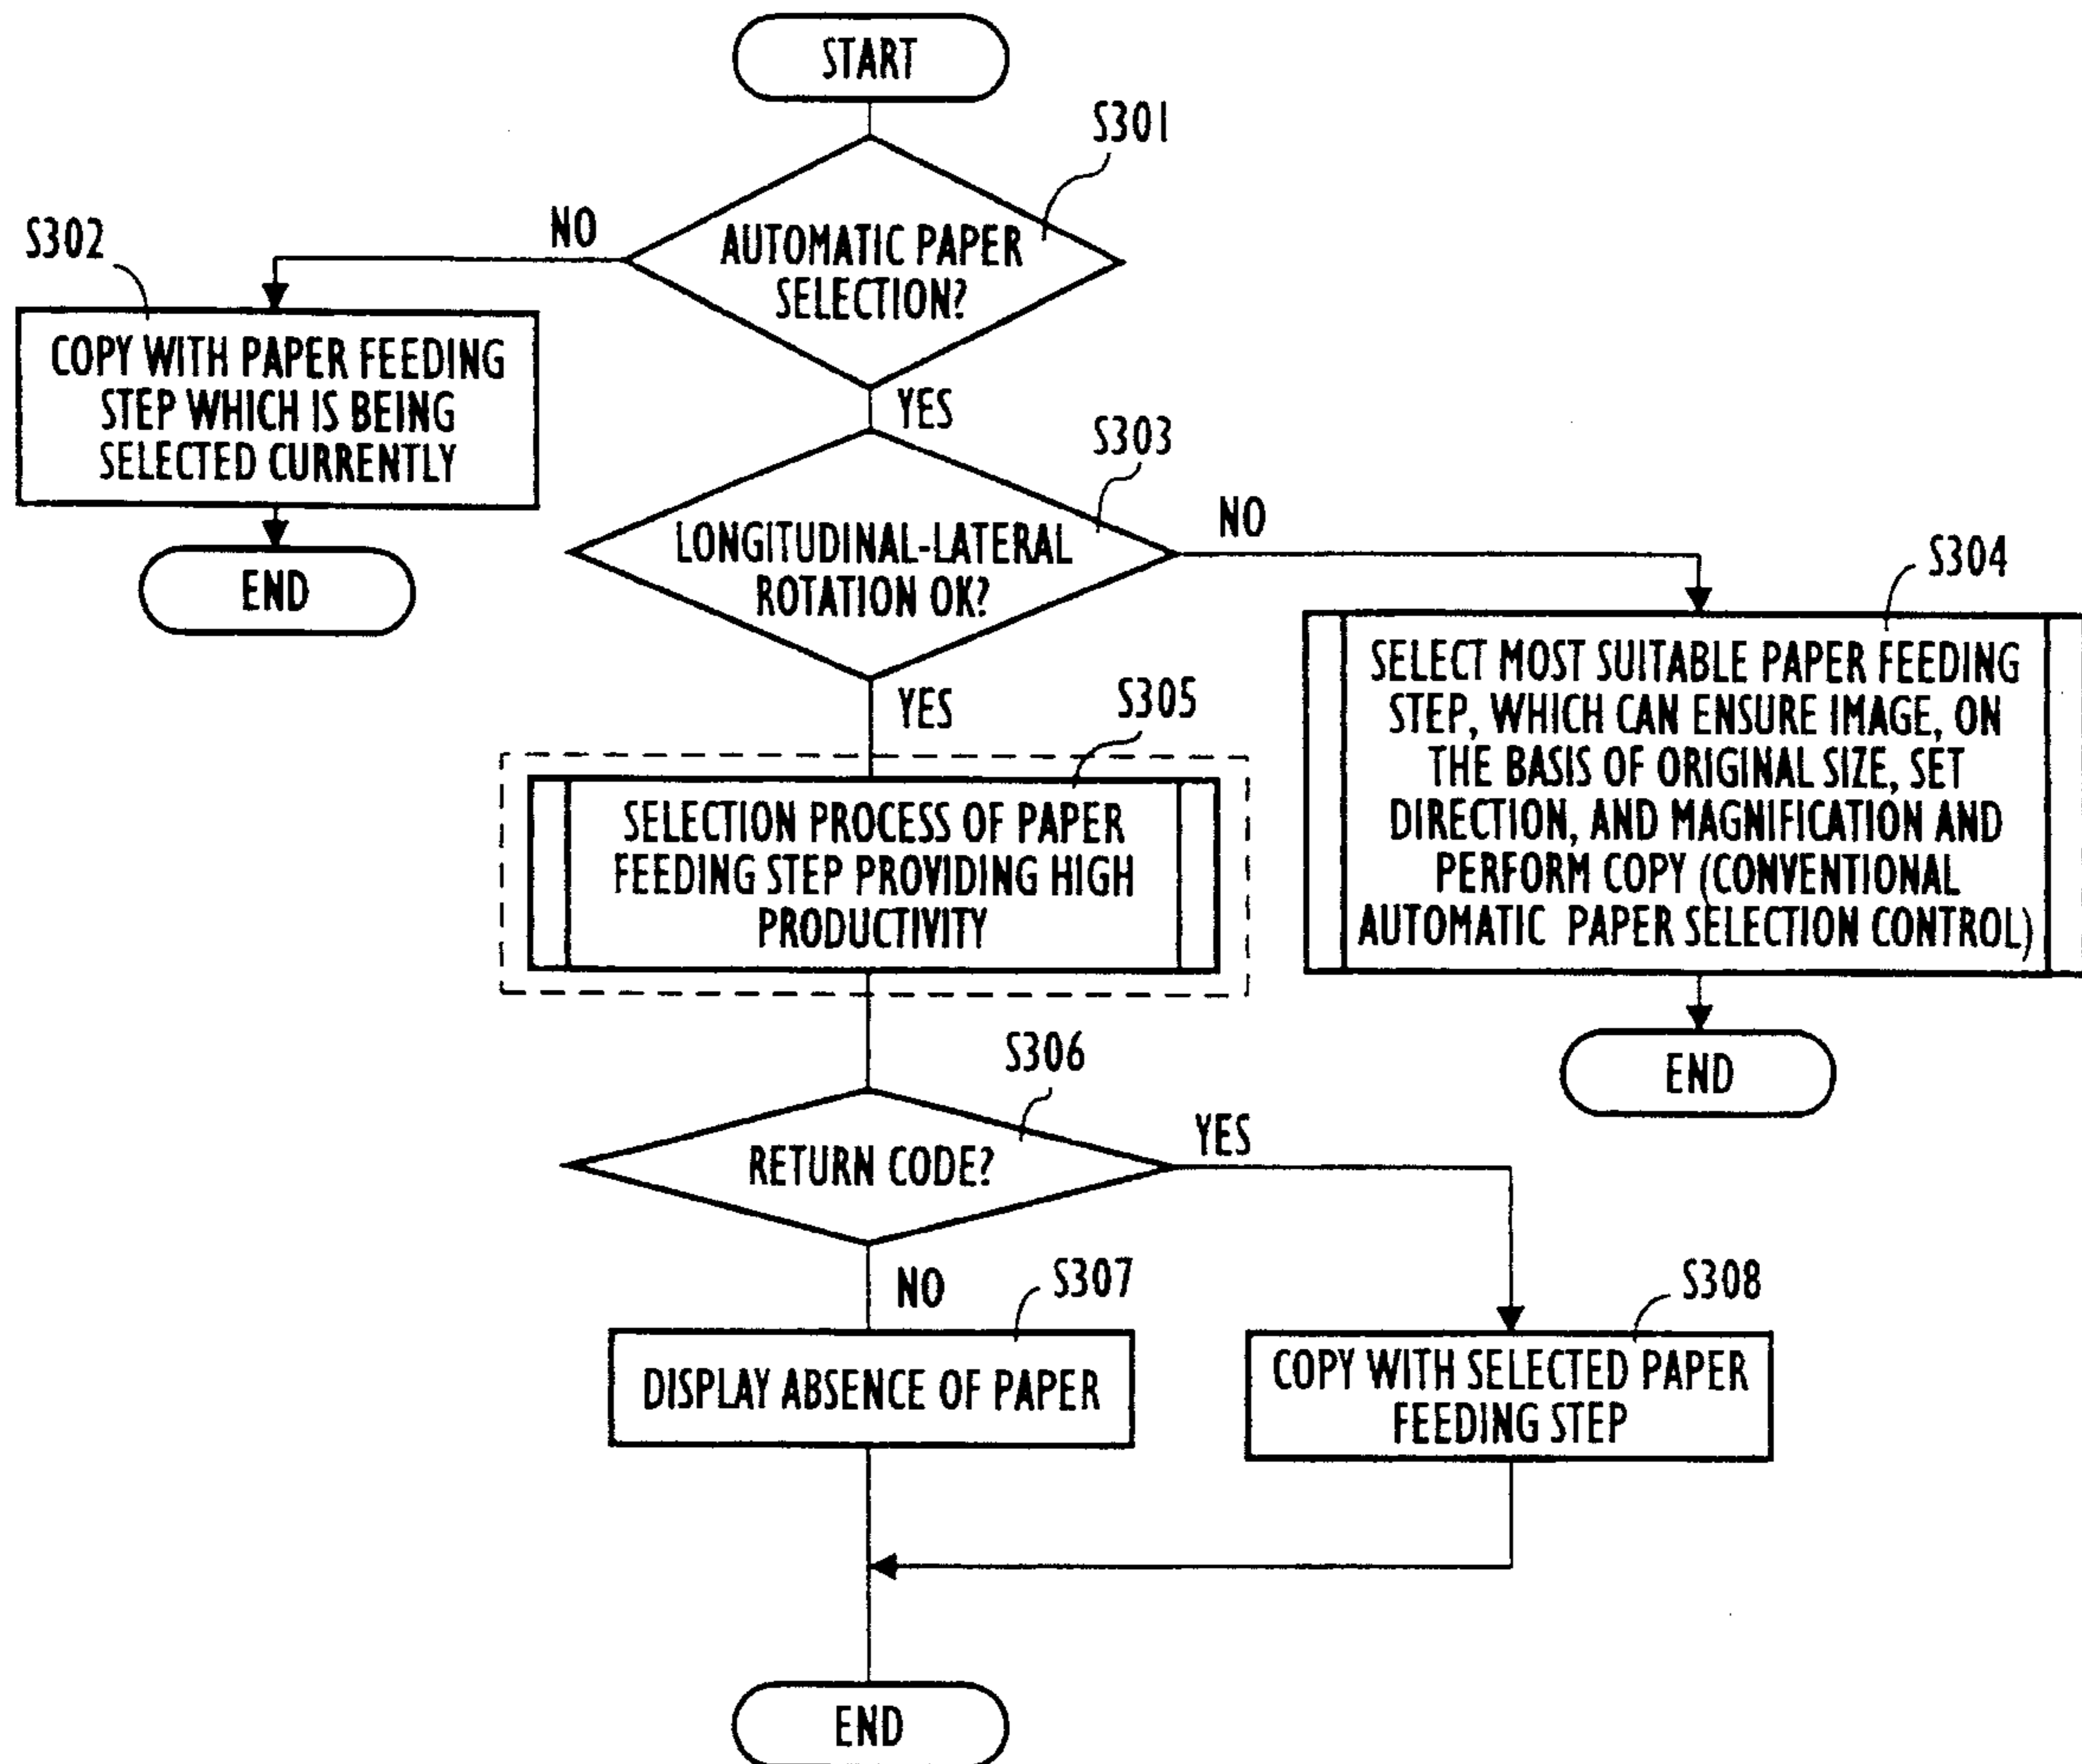 START
S301
AUTOMATIC PAPER
SELECTION?
NO
S302
COPY WITH PAPER FEEDING
STEP WHICH IS BEING
SELECTED CURRENTLY
END
YES
S303
LONGITUDINAL-LATERAL
ROTATION OK?
NO
S304
SELECT MOST SUITABLE PAPER FEEDING
STEP, WHICH CAN ENSURE IMAGE, ON
THE BASIS OF ORIGINAL SIZE, SET
DIRECTION, AND MAGNIFICATION AND
PERFORM COPY (CONVENTIONAL
AUTOMATIC PAPER SELECTION CONTROL)
END
YES
S305
SELECTION PROCESS OF PAPER
FEEDING STEP PROVIDING HIGH
PRODUCTIVITY
S306
RETURN CODE?
YES
NO
S307
DISPLAY ABSENCE OF PAPER
S308
COPY WITH SELECTED PAPER
FEEDING STEP
END